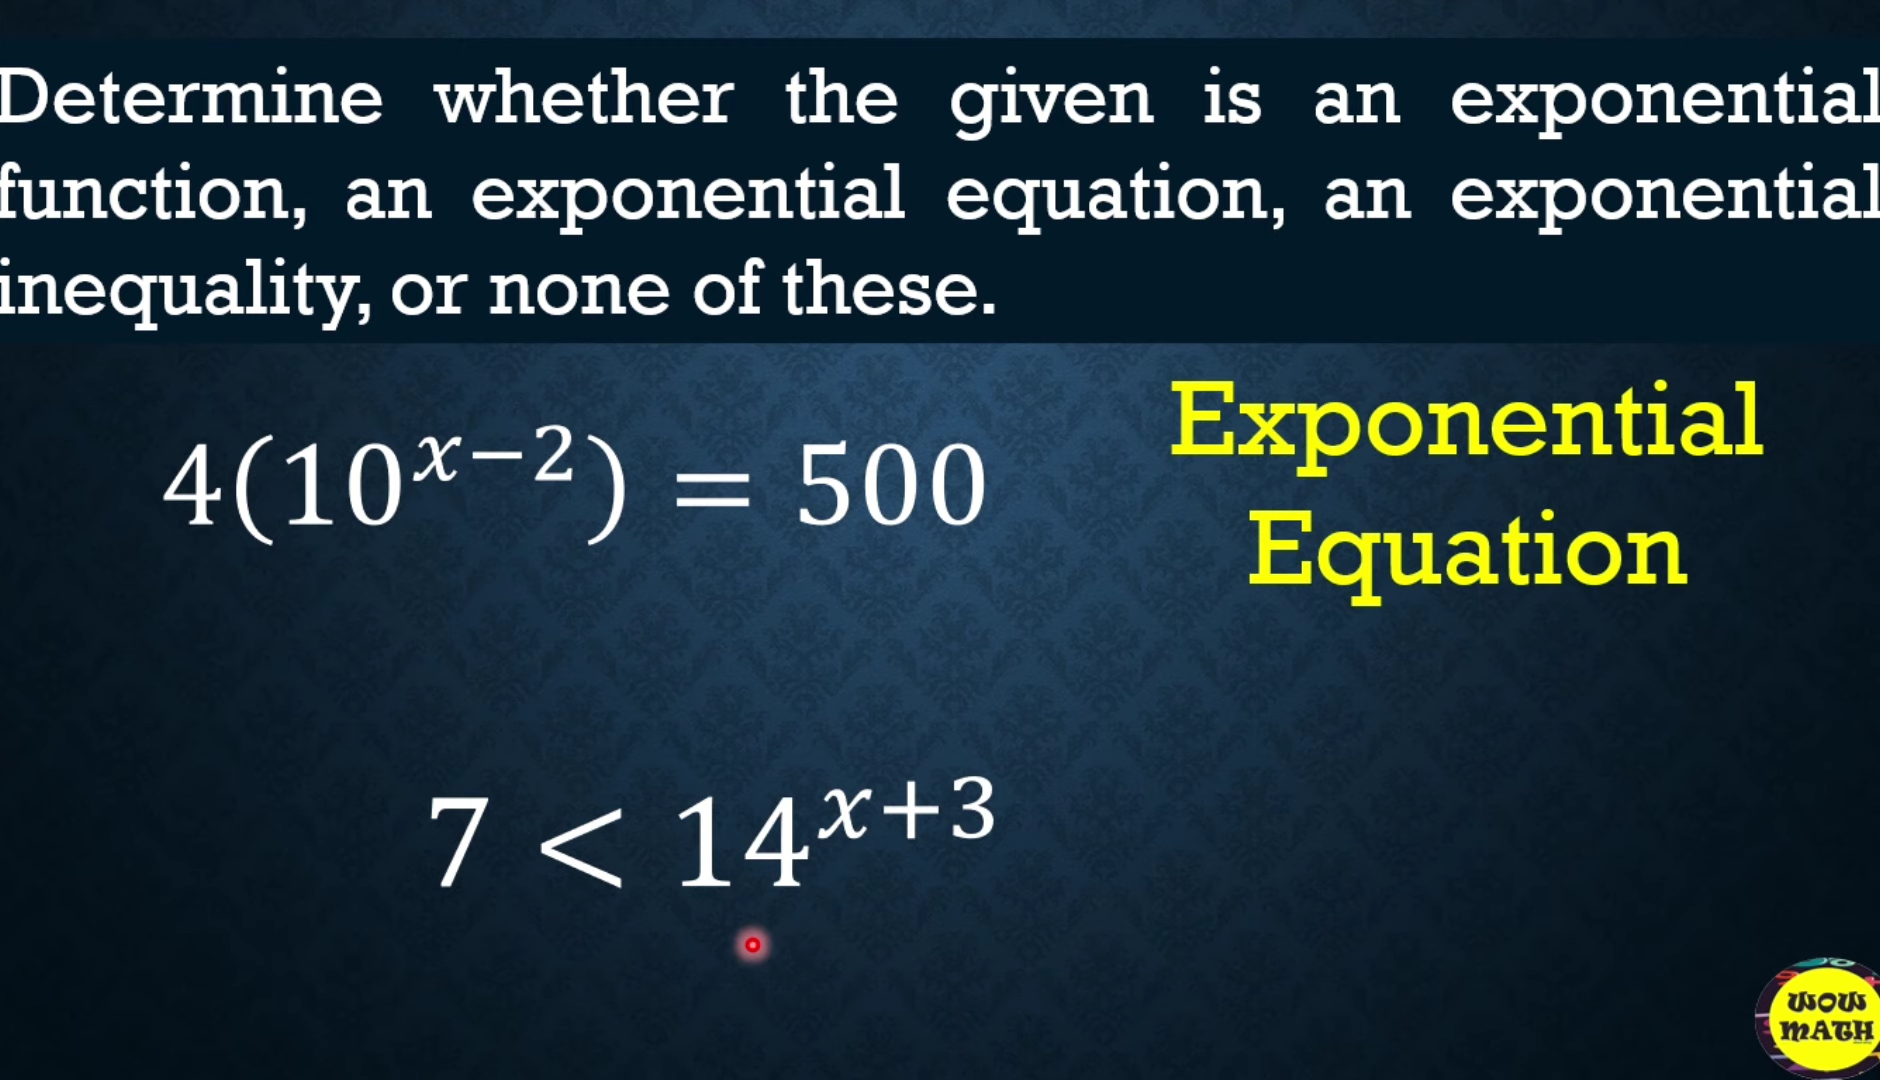 Determine whether the given is an exponential
function, an exponential equation, an exponential
inequality, or none of these.
4(10^{x-2}) = 500
Exponential
Equation
7 < 14^{x+3}
WOW
MATH